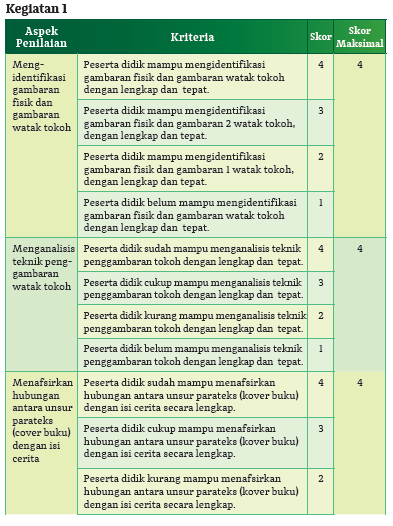 Kegiatan 1
Aspek Penilaian Kriteria Skor Skor Maksimal
Meng-
identifikasi
gambaran
fisik dan
gambaran
watak tokoh
Peserta didik mampu mengidentifikasi
gambaran fisik dan gambaran watak tokoh
dengan lengkap dan tepat.
4
4
Peserta didik mampu mengidentifikasi
gambaran fisik dan gambaran 2 watak tokoh,
dengan lengkap dan tepat.
3
Peserta didik mampu mengidentifikasi
gambaran fisik dan gambaran 1 watak tokoh,
dengan lengkap dan tepat.
2
Peserta didik belum mampu mengidentifikasi
gambaran fisik dan gambaran watak tokoh
dengan lengkap dan tepat.
1
Menganalisis
teknik peng-
gambaran
watak tokoh
Peserta didik sudah mampu menganalisis teknik
penggambaran tokoh dengan lengkap dan tepat.
4
4
Peserta didik cukup mampu menganalisis teknik
penggambaran tokoh dengan lengkap dan tepat.
3
Peserta didik kurang mampu menganalisis teknik
penggambaran tokoh dengan lengkap dan tepat.
2
Peserta didik belum mampu menganalisis teknik
penggambaran tokoh dengan lengkap dan tepat.
1
Menafsirkan
hubungan
antara unsur
parateks
(cover buku)
dengan isi
cerita
Peserta didik sudah mampu menafsirkan
hubungan antara unsur parateks (kover buku)
dengan isi cerita secara lengkap.
4
4
Peserta didik cukup mampu menafsirkan
hubungan antara unsur parateks (kover buku)
dengan isi cerita secara lengkap.
3
Peserta didik kurang mampu menafsirkan
hubungan antara unsur parateks (kover buku)
dengan isi cerita secara lengkap.
2